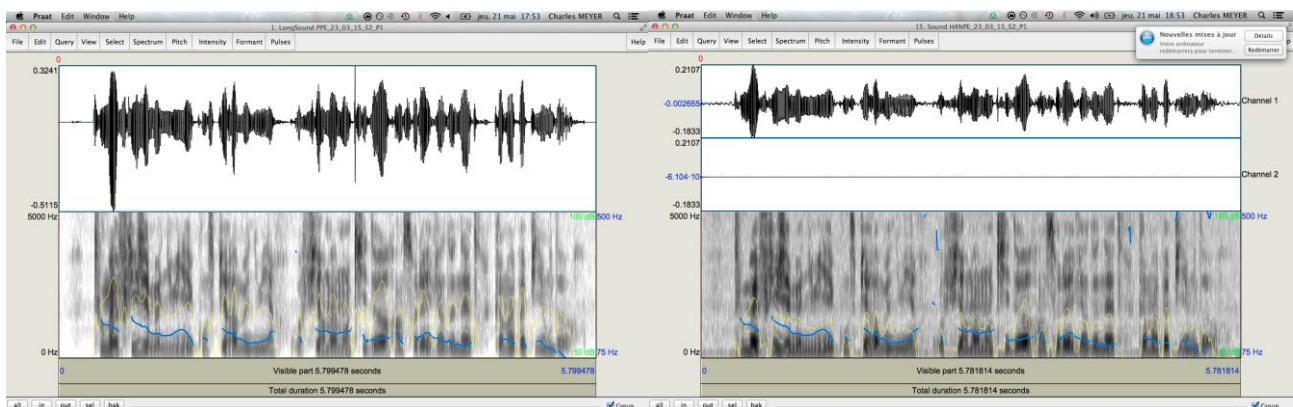 Praat Edit Window Help jeu. 21 mai 17:53 Charles MEYER
1. LongSound PPE_23_03_15_S2_P1
File Edit Query View Select Spectrum Pitch Intensity Formant Pulses Help
0
0.3241
-0.5115
5000 Hz 100 dB 500 Hz
0 Hz 50 dB 75 Hz
0 Visible part 5.799478 seconds 5.799478
Total duration 5.799478 seconds
all in out sel bak Group
Praat Edit Window Help jeu. 21 mai 18:53 Charles MEYER
15. Sound H4NPE_23_03_15_S2_P1
File Edit Query View Select Spectrum Pitch Intensity Formant Pulses
Nouvelles mises à jour
Votre ordinateur
redémarrera pour terminer...
Détails
Redémarrer
0
0.2107
-0.002655 Channel 1
-0.1833
0.2107
-6.104·10 Channel 2
-0.1833
5000 Hz 100 dB 500 Hz
0 Hz 75 Hz
0 Visible part 5.781814 seconds 5.781814
Total duration 5.781814 seconds
all in out sel bak Group